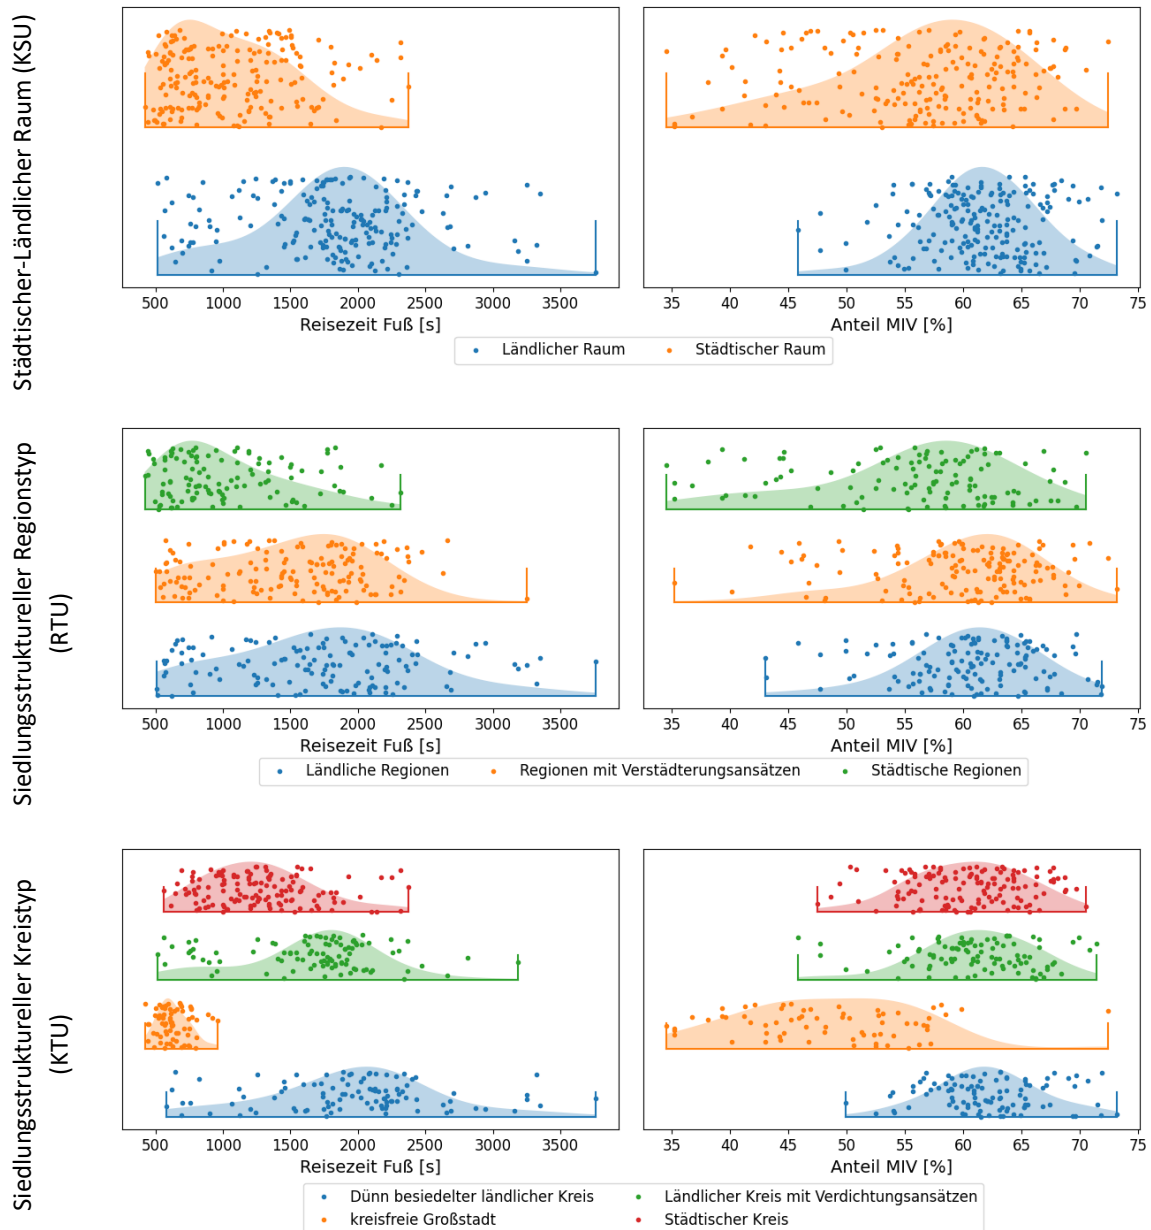 Städtischer-Ländlicher Raum (KSU)
500 1000 1500 2000 2500 3000 3500
Reisezeit Fuß [s]
35 40 45 50 55 60 65 70 75
Anteil MIV [%]
Ländlicher Raum Städtischer Raum
Siedlungsstruktureller Regionstyp
(RTU)
500 1000 1500 2000 2500 3000 3500
Reisezeit Fuß [s]
35 40 45 50 55 60 65 70 75
Anteil MIV [%]
Ländliche Regionen Regionen mit Verstädterungsansätzen Städtische Regionen
Siedlungsstruktureller Kreistyp
(KTU)
500 1000 1500 2000 2500 3000 3500
Reisezeit Fuß [s]
35 40 45 50 55 60 65 70 75
Anteil MIV [%]
Dünn besiedelter ländlicher Kreis Ländlicher Kreis mit Verdichtungsansätzen
kreisfreie Großstadt Städtischer Kreis